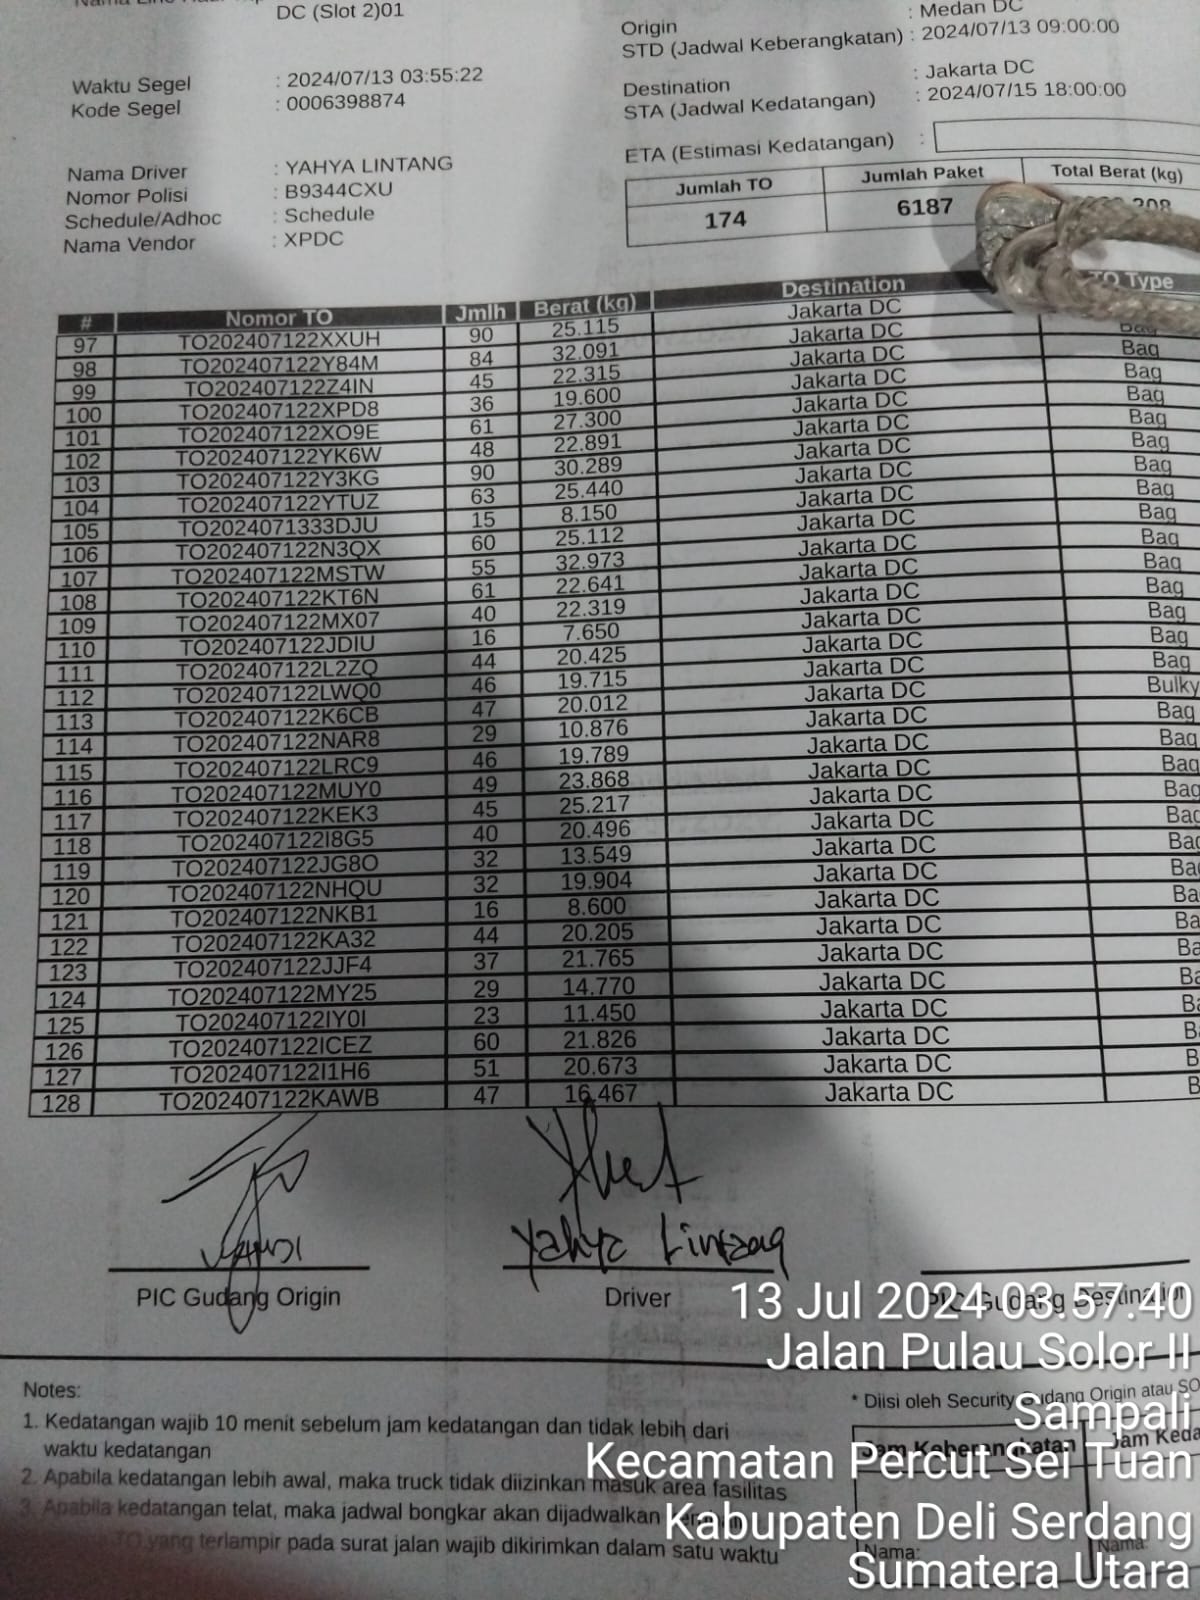 DC (Slot 2)01
Waktu Segel : 2024/07/13 03:55:22
Kode Segel : 0006398874
Nama Driver : YAHYA LINTANG
Nomor Polisi : B9344CXU
Schedule/Adhoc : Schedule
Nama Vendor : XPDC
Origin : Medan DC
STD (Jadwal Keberangkatan) : 2024/07/13 09:00:00
Destination : Jakarta DC
STA (Jadwal Kedatangan) : 2024/07/15 18:00:00
ETA (Estimasi Kedatangan) :
Jumlah TO Jumlah Paket Total Berat (kg)
174 6187
# Nomor TO Jmlh Berat (kg) Destination TO Type
97 TO202407122XXUH 90 25.115 Jakarta DC
98 TO202407122Y84M 84 32.091 Jakarta DC Bag
99 TO202407122Z4IN 45 22.315 Jakarta DC Bag
100 TO202407122XPD8 36 19.600 Jakarta DC Bag
101 TO202407122XO9E 61 27.300 Jakarta DC Bag
102 TO202407122YK6W 48 22.891 Jakarta DC Bag
103 TO202407122Y3KG 90 30.289 Jakarta DC Bag
104 TO202407122YTUZ 63 25.440 Jakarta DC Bag
105 TO2024071333DJU 15 8.150 Jakarta DC Bag
106 TO202407122N3QX 60 25.112 Jakarta DC Bag
107 TO202407122MSTW 55 32.973 Jakarta DC Bag
108 TO202407122KT6N 61 22.641 Jakarta DC Bag
109 TO202407122MX07 40 22.319 Jakarta DC Bag
110 TO202407122JDIU 16 7.650 Jakarta DC Bag
111 TO202407122L2ZQ 44 20.425 Jakarta DC Bag
112 TO202407122LWQ0 46 19.715 Jakarta DC Bag
113 TO202407122K6CB 47 20.012 Jakarta DC Bulky
114 TO202407122NAR8 29 10.876 Jakarta DC Bag
115 TO202407122LRC9 46 19.789 Jakarta DC Bag
116 TO202407122MUY0 49 23.868 Jakarta DC Bag
117 TO202407122KEK3 45 25.217 Jakarta DC Bag
118 TO202407122I8G5 40 20.496 Jakarta DC Bag
119 TO202407122JG8O 32 13.549 Jakarta DC Bag
120 TO202407122NHQU 32 19.904 Jakarta DC Ba
121 TO202407122NKB1 16 8.600 Jakarta DC Ba
122 TO202407122KA32 44 20.205 Jakarta DC Ba
123 TO202407122JJF4 37 21.765 Jakarta DC Ba
124 TO202407122MY25 29 14.770 Jakarta DC Ba
125 TO202407122IY0I 23 11.450 Jakarta DC Ba
126 TO202407122ICEZ 60 21.826 Jakarta DC B
127 TO202407122I1H6 51 20.673 Jakarta DC B
128 TO202407122KAWB 47 16.467 Jakarta DC B
Yahya Lintang
PIC Gudang Origin Driver PIC Gudang Destination
13 Jul 2024 03.57.40
Jalan Pulau Solor II
Sampali
Kecamatan Percut Sei Tuan
Kabupaten Deli Serdang
Sumatera Utara
Notes:
1. Kedatangan wajib 10 menit sebelum jam kedatangan dan tidak lebih dari
waktu kedatangan
2. Apabila kedatangan lebih awal, maka truck tidak diizinkan masuk area fasilitas
3. Apabila kedatangan telat, maka jadwal bongkar akan dijadwalkan
TO yang terlampir pada surat jalan wajib dikirimkan dalam satu waktu
* Diisi oleh Security Gudang Origin atau SO
Jam Keberangkatan Jam Keda
Nama: Nama: